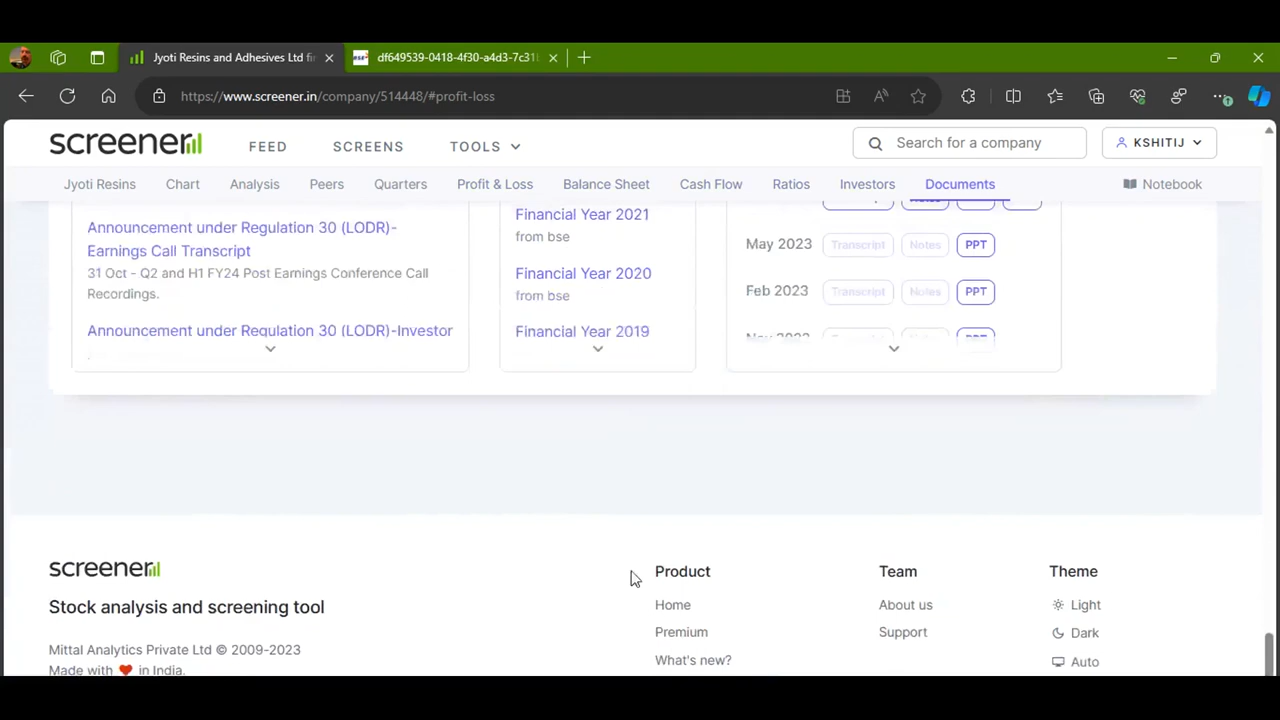 Jyoti Resins and Adhesives Ltd fi
df649539-0418-4f30-a4d3-7c31
https://www.screener.in/company/514448/#profit-loss
screener
FEED
SCREENS
TOOLS
Search for a company
KSHITIJ
Jyoti Resins
Chart
Analysis
Peers
Quarters
Profit & Loss
Balance Sheet
Cash Flow
Ratios
Investors
Documents
Notebook
Announcement under Regulation 30 (LODR)-
Earnings Call Transcript
31 Oct - Q2 and H1 FY24 Post Earnings Conference Call
Recordings.
Announcement under Regulation 30 (LODR)-Investor
Financial Year 2021
from bse
Financial Year 2020
from bse
Financial Year 2019
May 2023 Transcript Notes PPT
Feb 2023 Transcript Notes PPT
Nov 2022 Transcript Notes PPT
screener
Stock analysis and screening tool
Mittal Analytics Private Ltd © 2009-2023
Made with ❤ in India.
Product
Home
Premium
What's new?
Team
About us
Support
Theme
Light
Dark
Auto